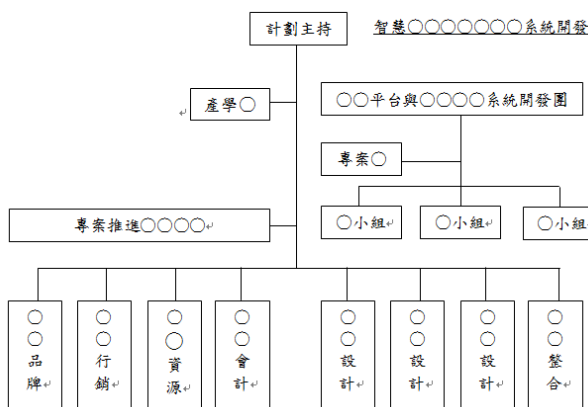 計劃主持
智慧○○○○○○○系統開發
產學○
○○平台與○○○○系統開發團
專案○
專案推進○○○○
○小組
○小組
○小組
○○品牌
○○行銷
○○資源
○○會計
○○設計
○○設計
○○設計
○○整合